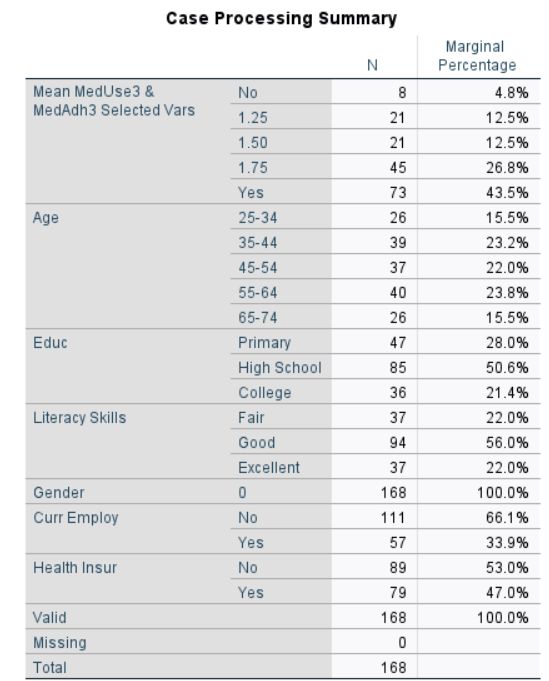 Case Processing Summary
N Marginal Percentage
Mean MedUse3 & MedAdh3 Selected Vars No 8 4.8%
1.25 21 12.5%
1.50 21 12.5%
1.75 45 26.8%
Yes 73 43.5%
Age 25-34 26 15.5%
35-44 39 23.2%
45-54 37 22.0%
55-64 40 23.8%
65-74 26 15.5%
Educ Primary 47 28.0%
High School 85 50.6%
College 36 21.4%
Literacy Skills Fair 37 22.0%
Good 94 56.0%
Excellent 37 22.0%
Gender 0 168 100.0%
Curr Employ No 111 66.1%
Yes 57 33.9%
Health Insur No 89 53.0%
Yes 79 47.0%
Valid 168 100.0%
Missing 0
Total 168